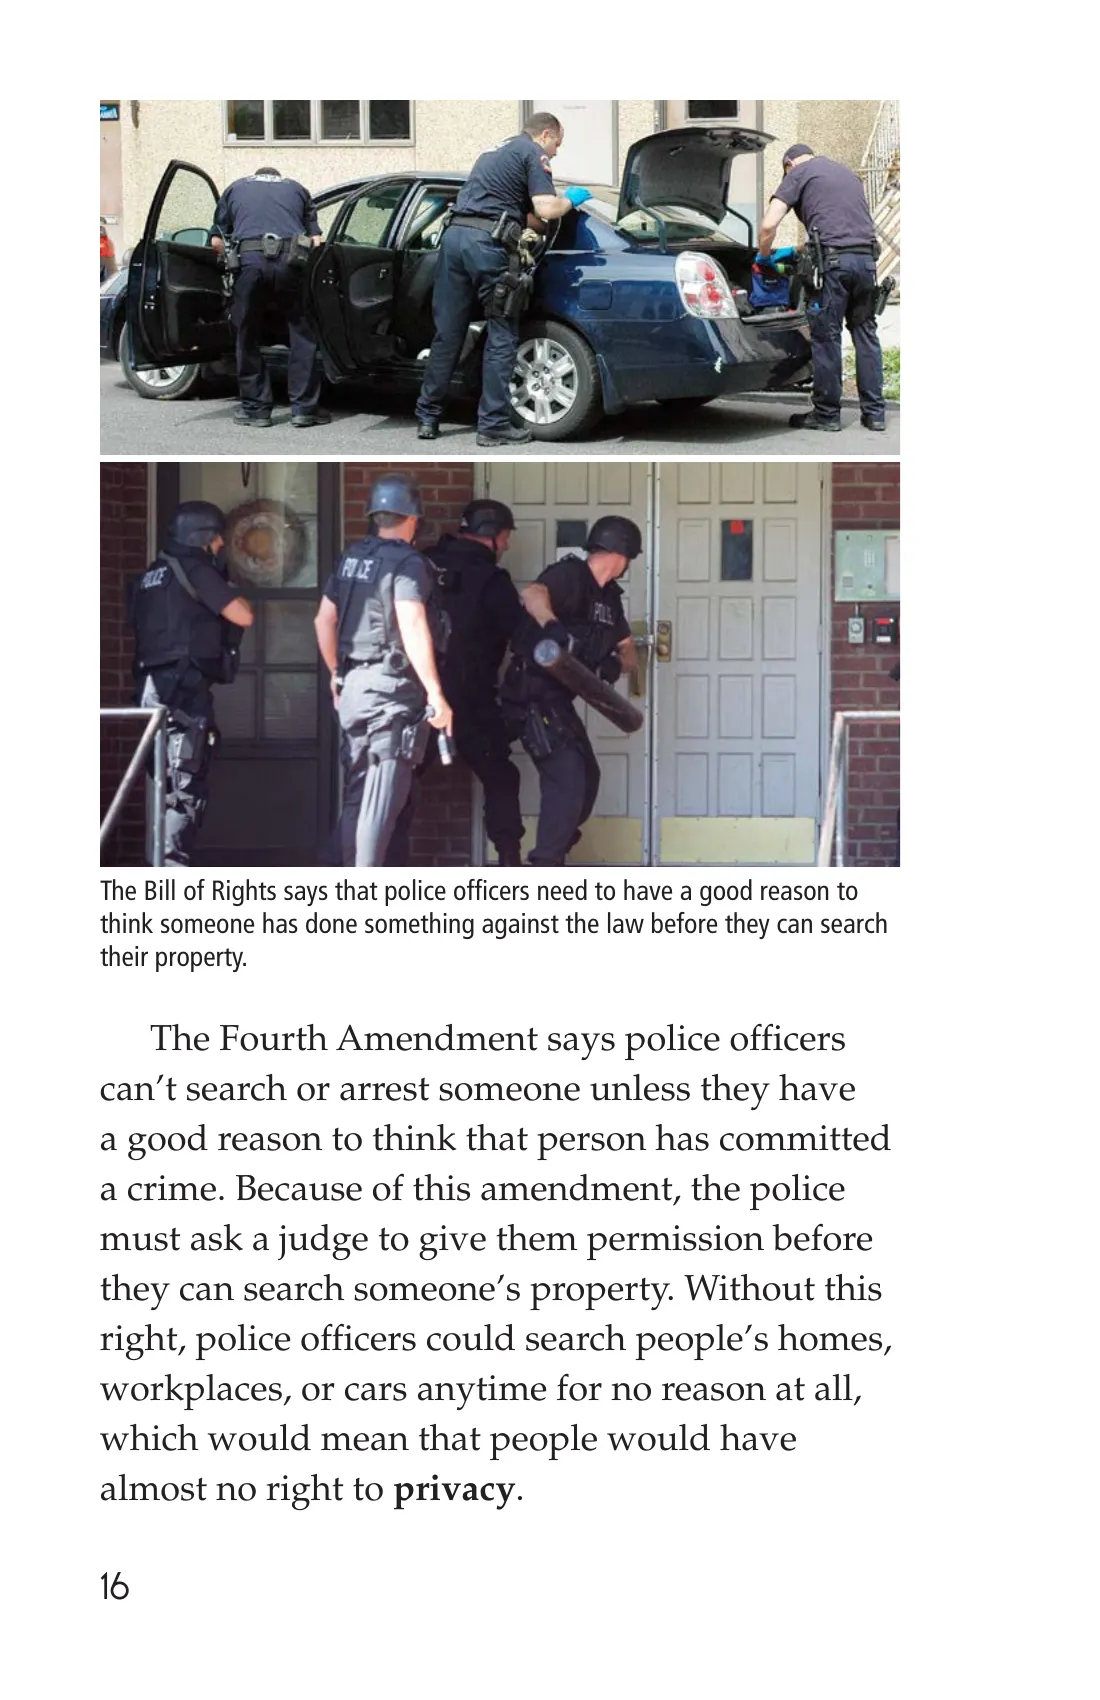 POLICE
POLICE
POLICE
The Bill of Rights says that police officers need to have a good reason to
think someone has done something against the law before they can search
their property.
The Fourth Amendment says police officers
can’t search or arrest someone unless they have
a good reason to think that person has committed
a crime. Because of this amendment, the police
must ask a judge to give them permission before
they can search someone’s property. Without this
right, police officers could search people’s homes,
workplaces, or cars anytime for no reason at all,
which would mean that people would have
almost no right to privacy.
16